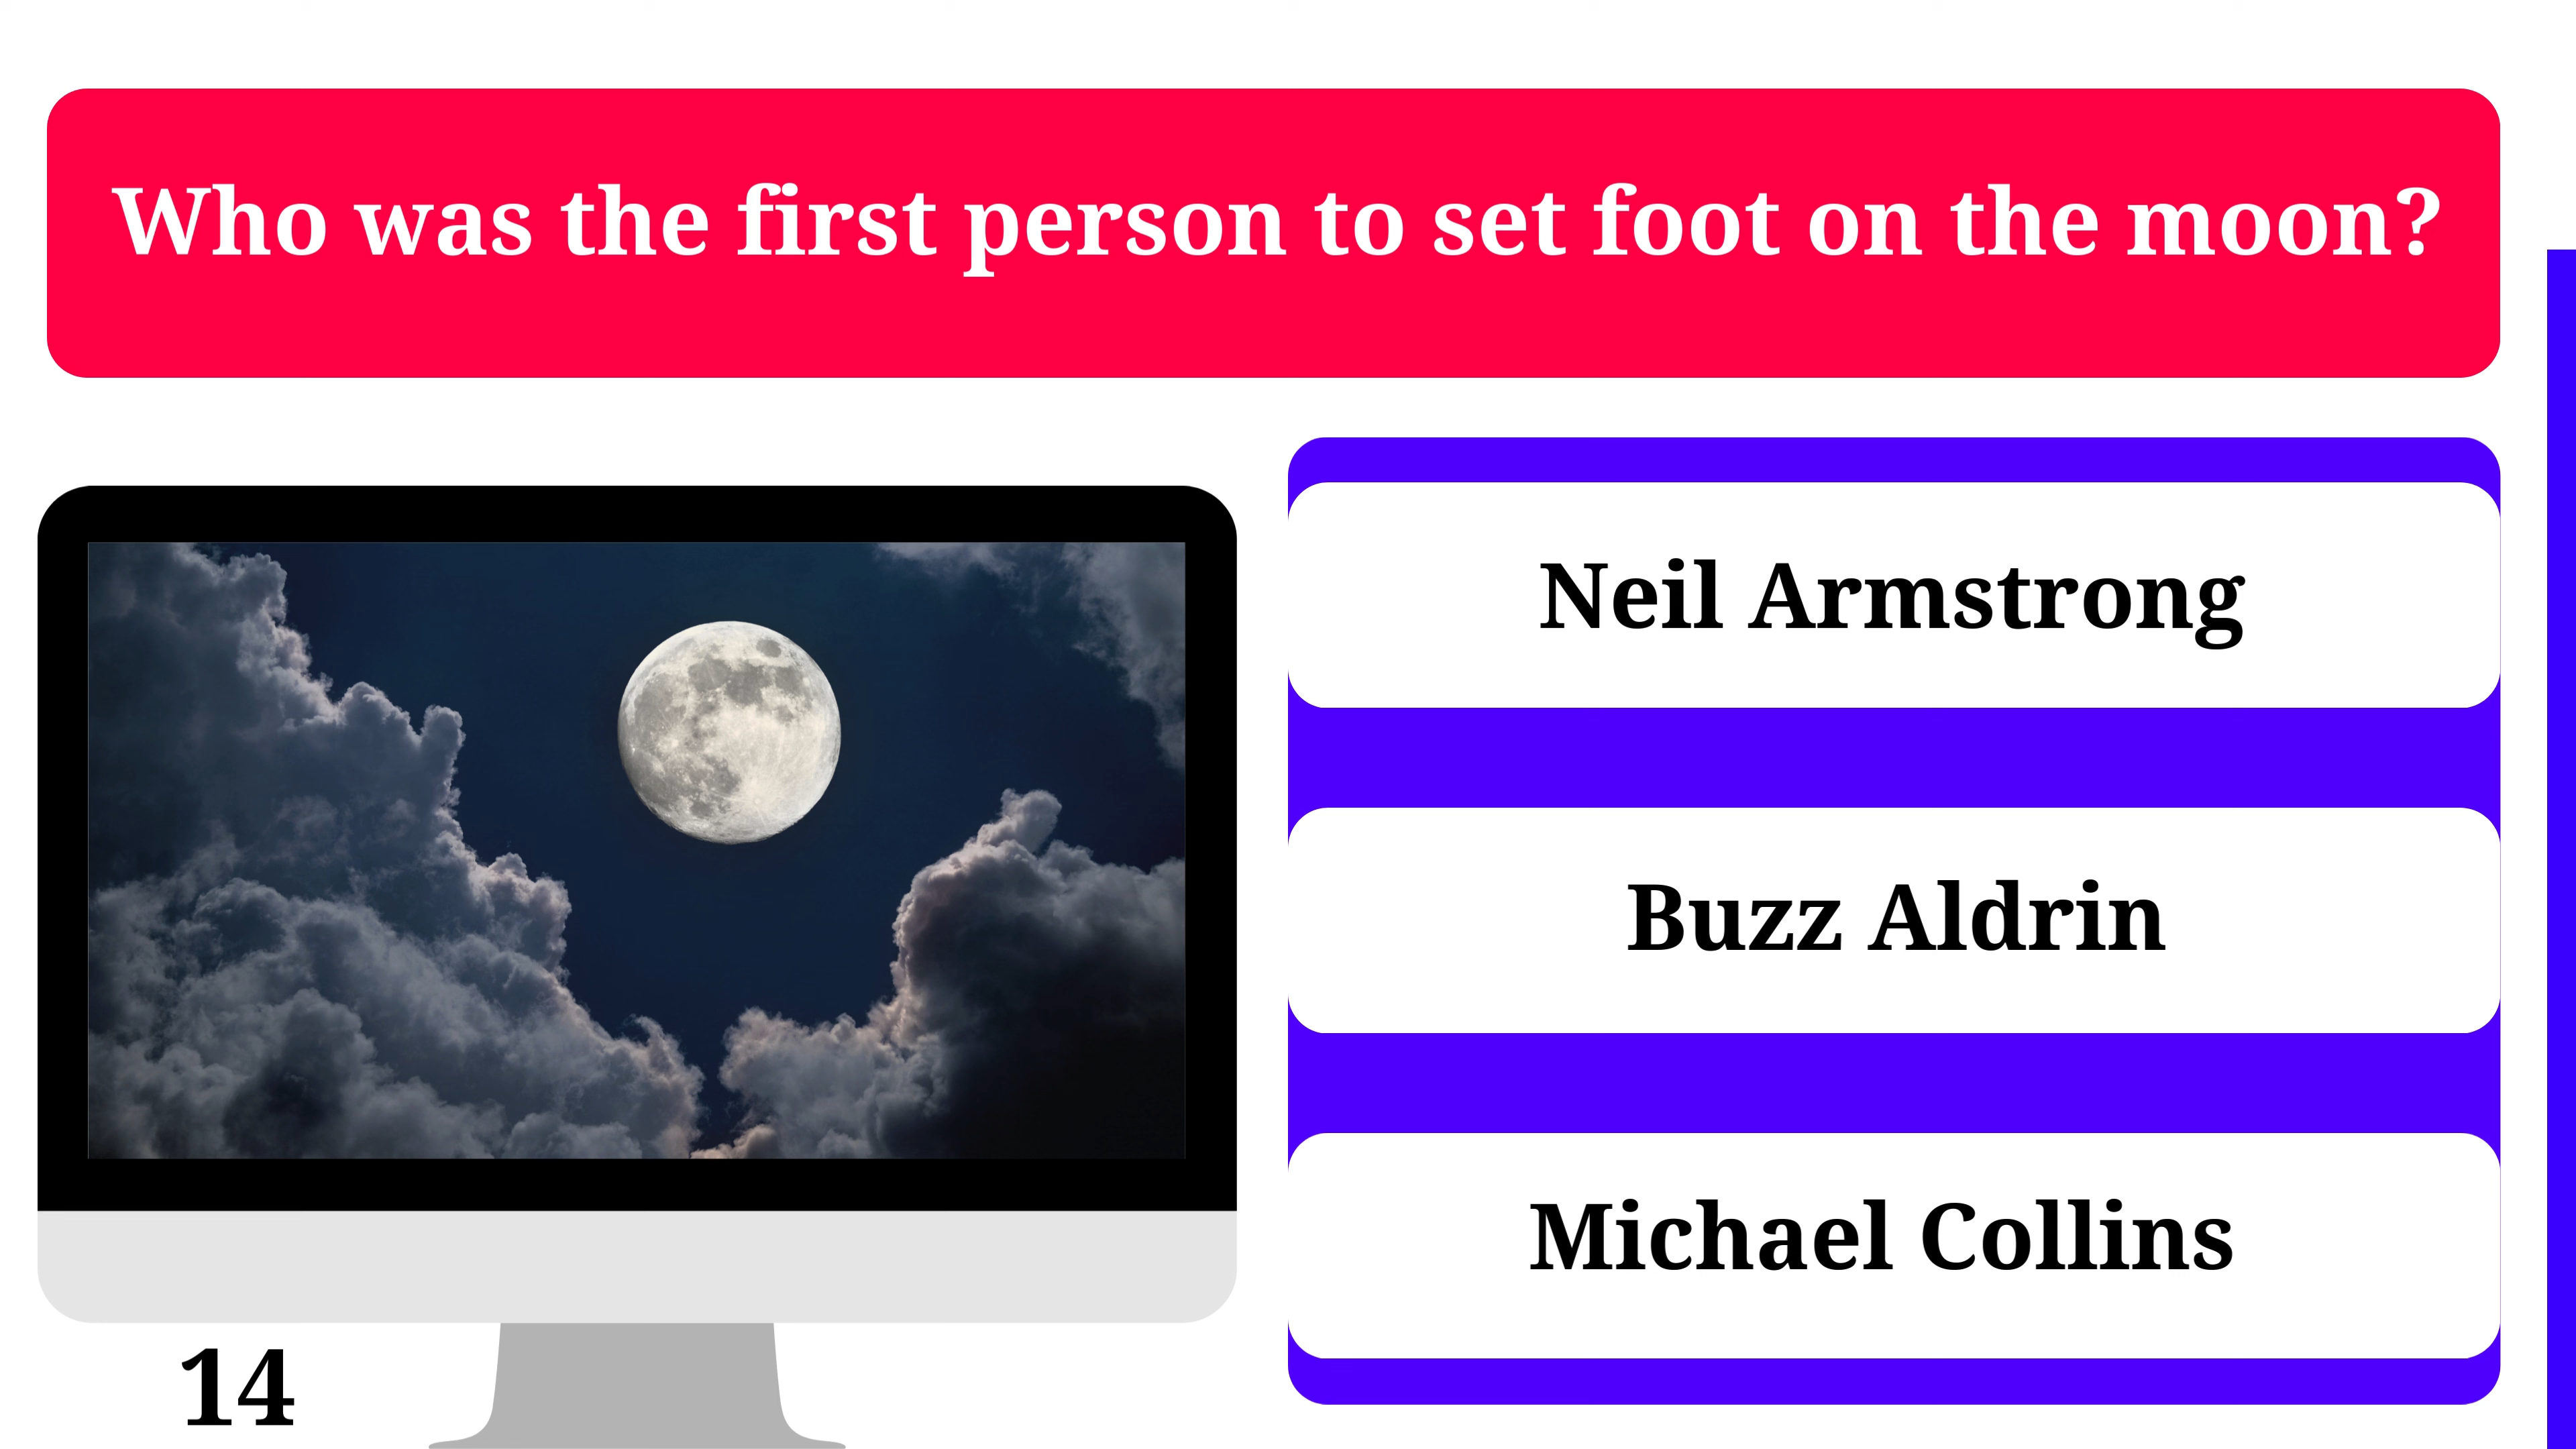 Who was the first person to set foot on the moon?
Neil Armstrong
Buzz Aldrin
Michael Collins
14